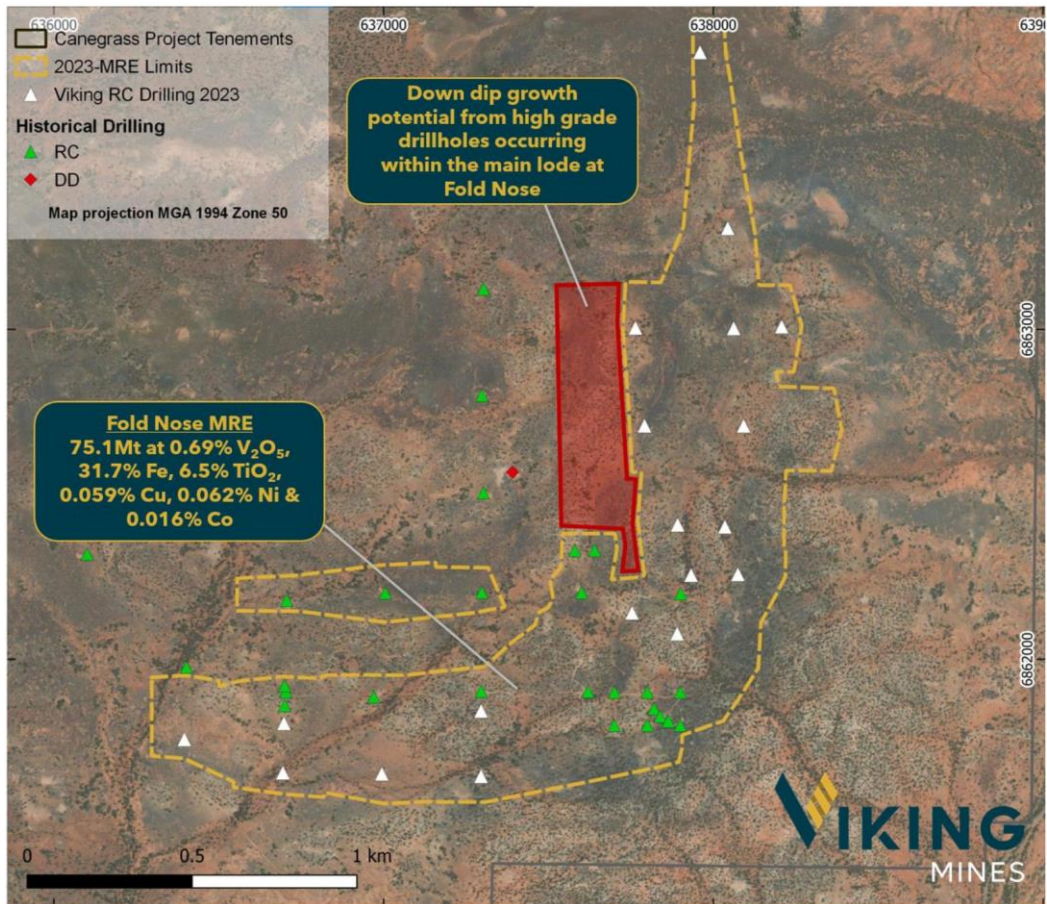 636000
637000
638000
639
Canegrass Project Tenements
2023-MRE Limits
Viking RC Drilling 2023
Historical Drilling
RC
DD
Map projection MGA 1994 Zone 50
Down dip growth
potential from high grade
drillholes occurring
within the main lode at
Fold Nose
6863000
Fold Nose MRE
75.1Mt at 0.69% V₂O₅,
31.7% Fe, 6.5% TiO₂,
0.059% Cu, 0.062% Ni &
0.016% Co
6862000
0 0.5 1 km
VIKING
MINES